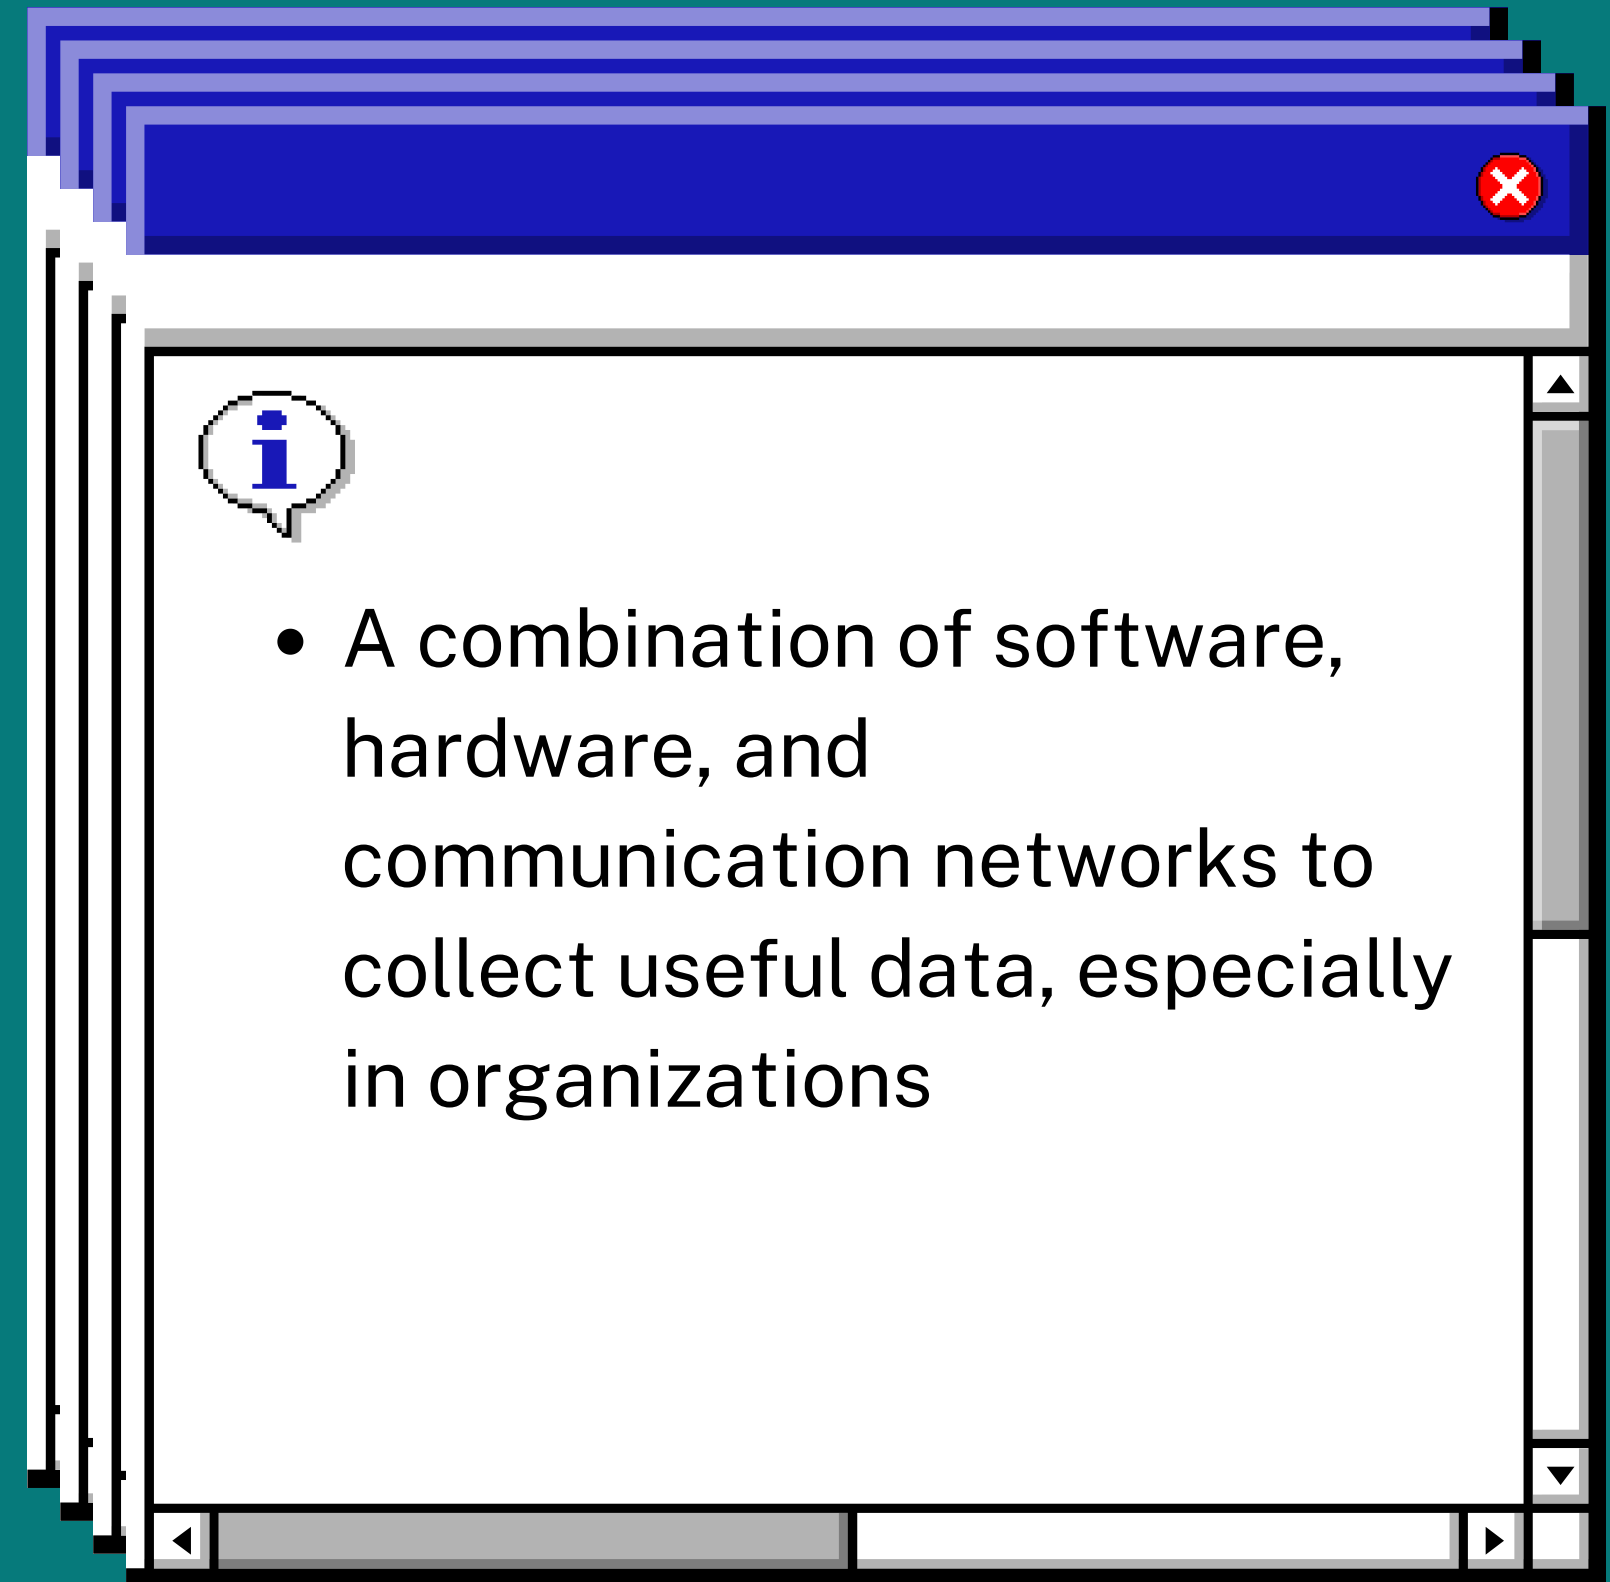 i
• A combination of software,
hardware, and
communication networks to
collect useful data, especially
in organizations